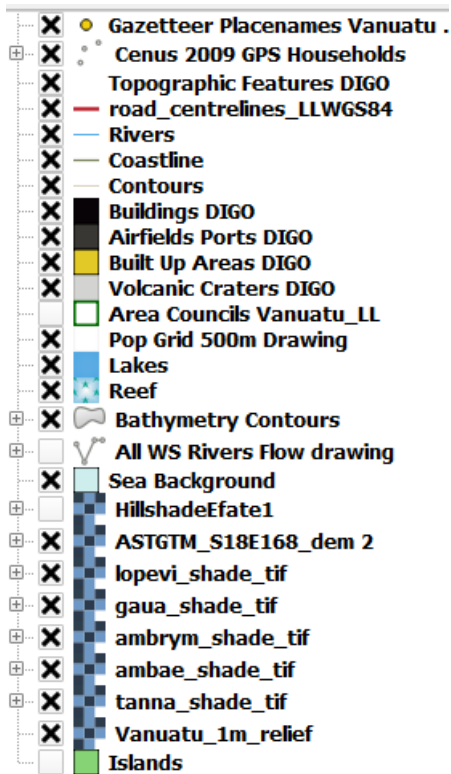 Gazetteer Placenames Vanuatu .
Cenus 2009 GPS Households
Topographic Features DIGO
road_centrelines_LLWGS84
Rivers
Coastline
Contours
Buildings DIGO
Airfields Ports DIGO
Built Up Areas DIGO
Volcanic Craters DIGO
Area Councils Vanuatu_LL
Pop Grid 500m Drawing
Lakes
Reef
Bathymetry Contours
All WS Rivers Flow drawing
Sea Background
HillshadeEfate1
ASTGTM_S18E168_dem 2
lopevi_shade_tif
gaua_shade_tif
ambrym_shade_tif
ambae_shade_tif
tanna_shade_tif
Vanuatu_1m_relief
Islands